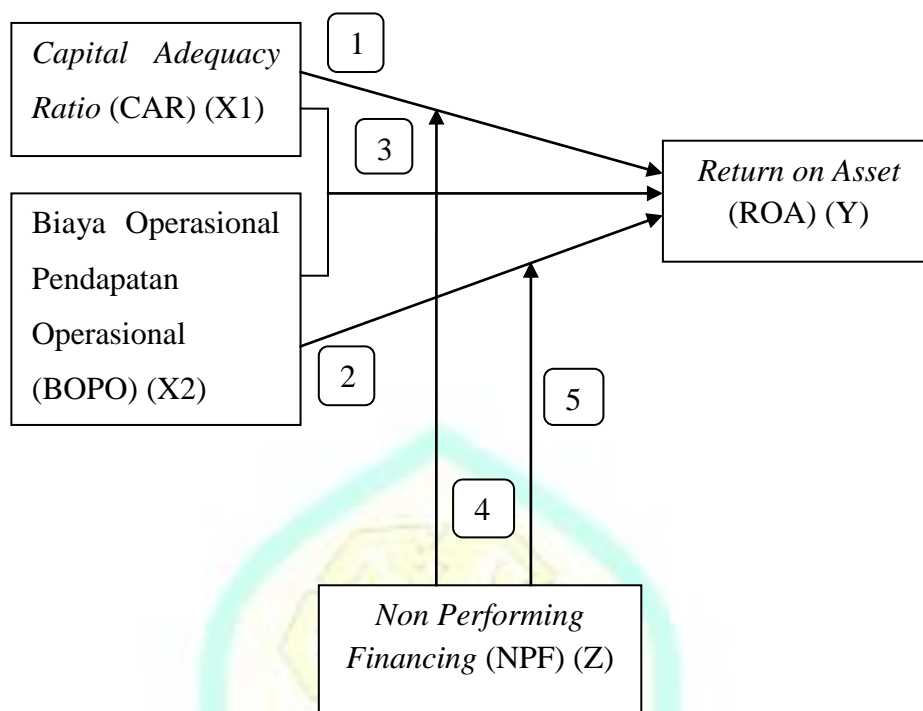 Capital Adequacy
Ratio (CAR) (X1)
1
3
Biaya Operasional
Pendapatan
Operasional
(BOPO) (X2)
2
Return on Asset
(ROA) (Y)
5
4
Non Performing
Financing (NPF) (Z)